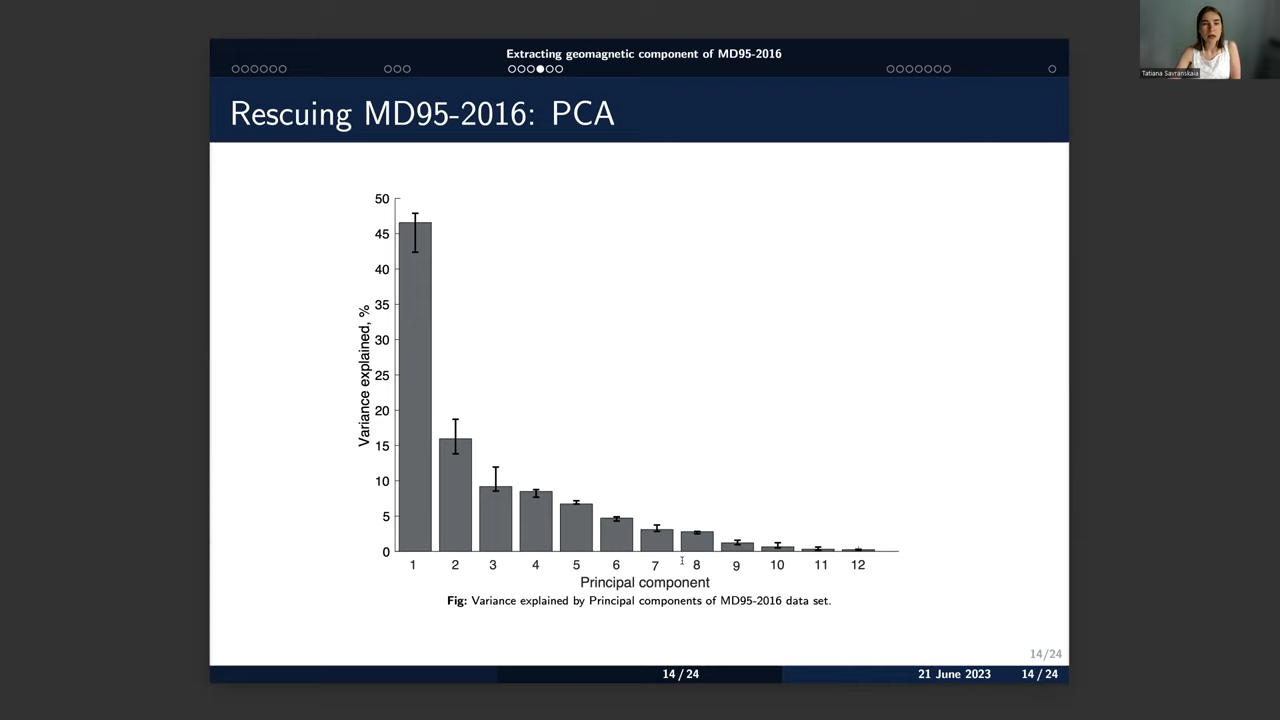 Tatiana Savranskaia
Extracting geomagnetic component of MD95-2016
Rescuing MD95-2016: PCA
50
45
40
35
30
25
20
15
10
5
0
Variance explained, %
1 2 3 4 5 6 7 8 9 10 11 12
Principal component
Fig: Variance explained by Principal components of MD95-2016 data set.
14/24
14 / 24 21 June 2023 14 / 24